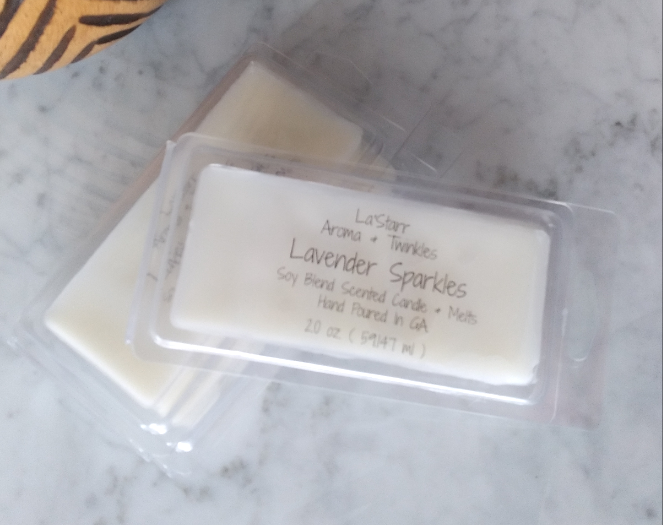 La'Starr
Aroma + Twinkles
Lavender Sparkles
Soy Blend Scented Candle + Melts
Hand Poured In GA
2.0 oz ( 59.147 ml )